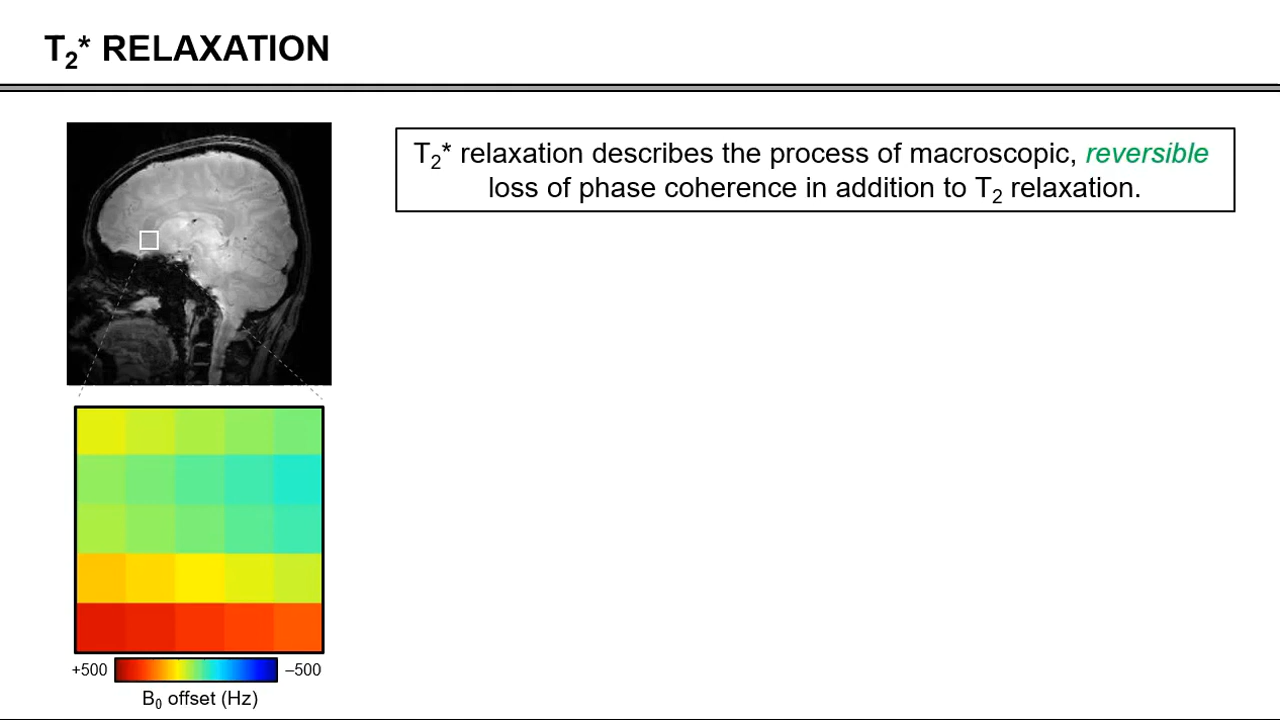 T₂* RELAXATION
T₂* relaxation describes the process of macroscopic, reversible
loss of phase coherence in addition to T₂ relaxation.
+500
–500
B₀ offset (Hz)